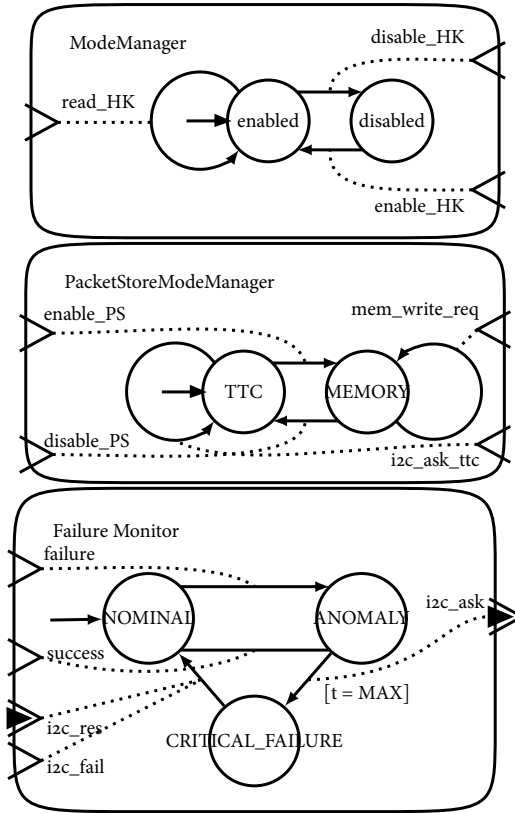 ModeManager
disable_HK
read_HK
enabled
disabled
enable_HK
PacketStoreModeManager
enable_PS
mem_write_req
TTC
MEMORY
disable_PS
i2c_ask_ttc
Failure Monitor
failure
NOMINAL
ANOMALY
i2c_ask
success
[t = MAX]
i2c_res
CRITICAL_FAILURE
i2c_fail